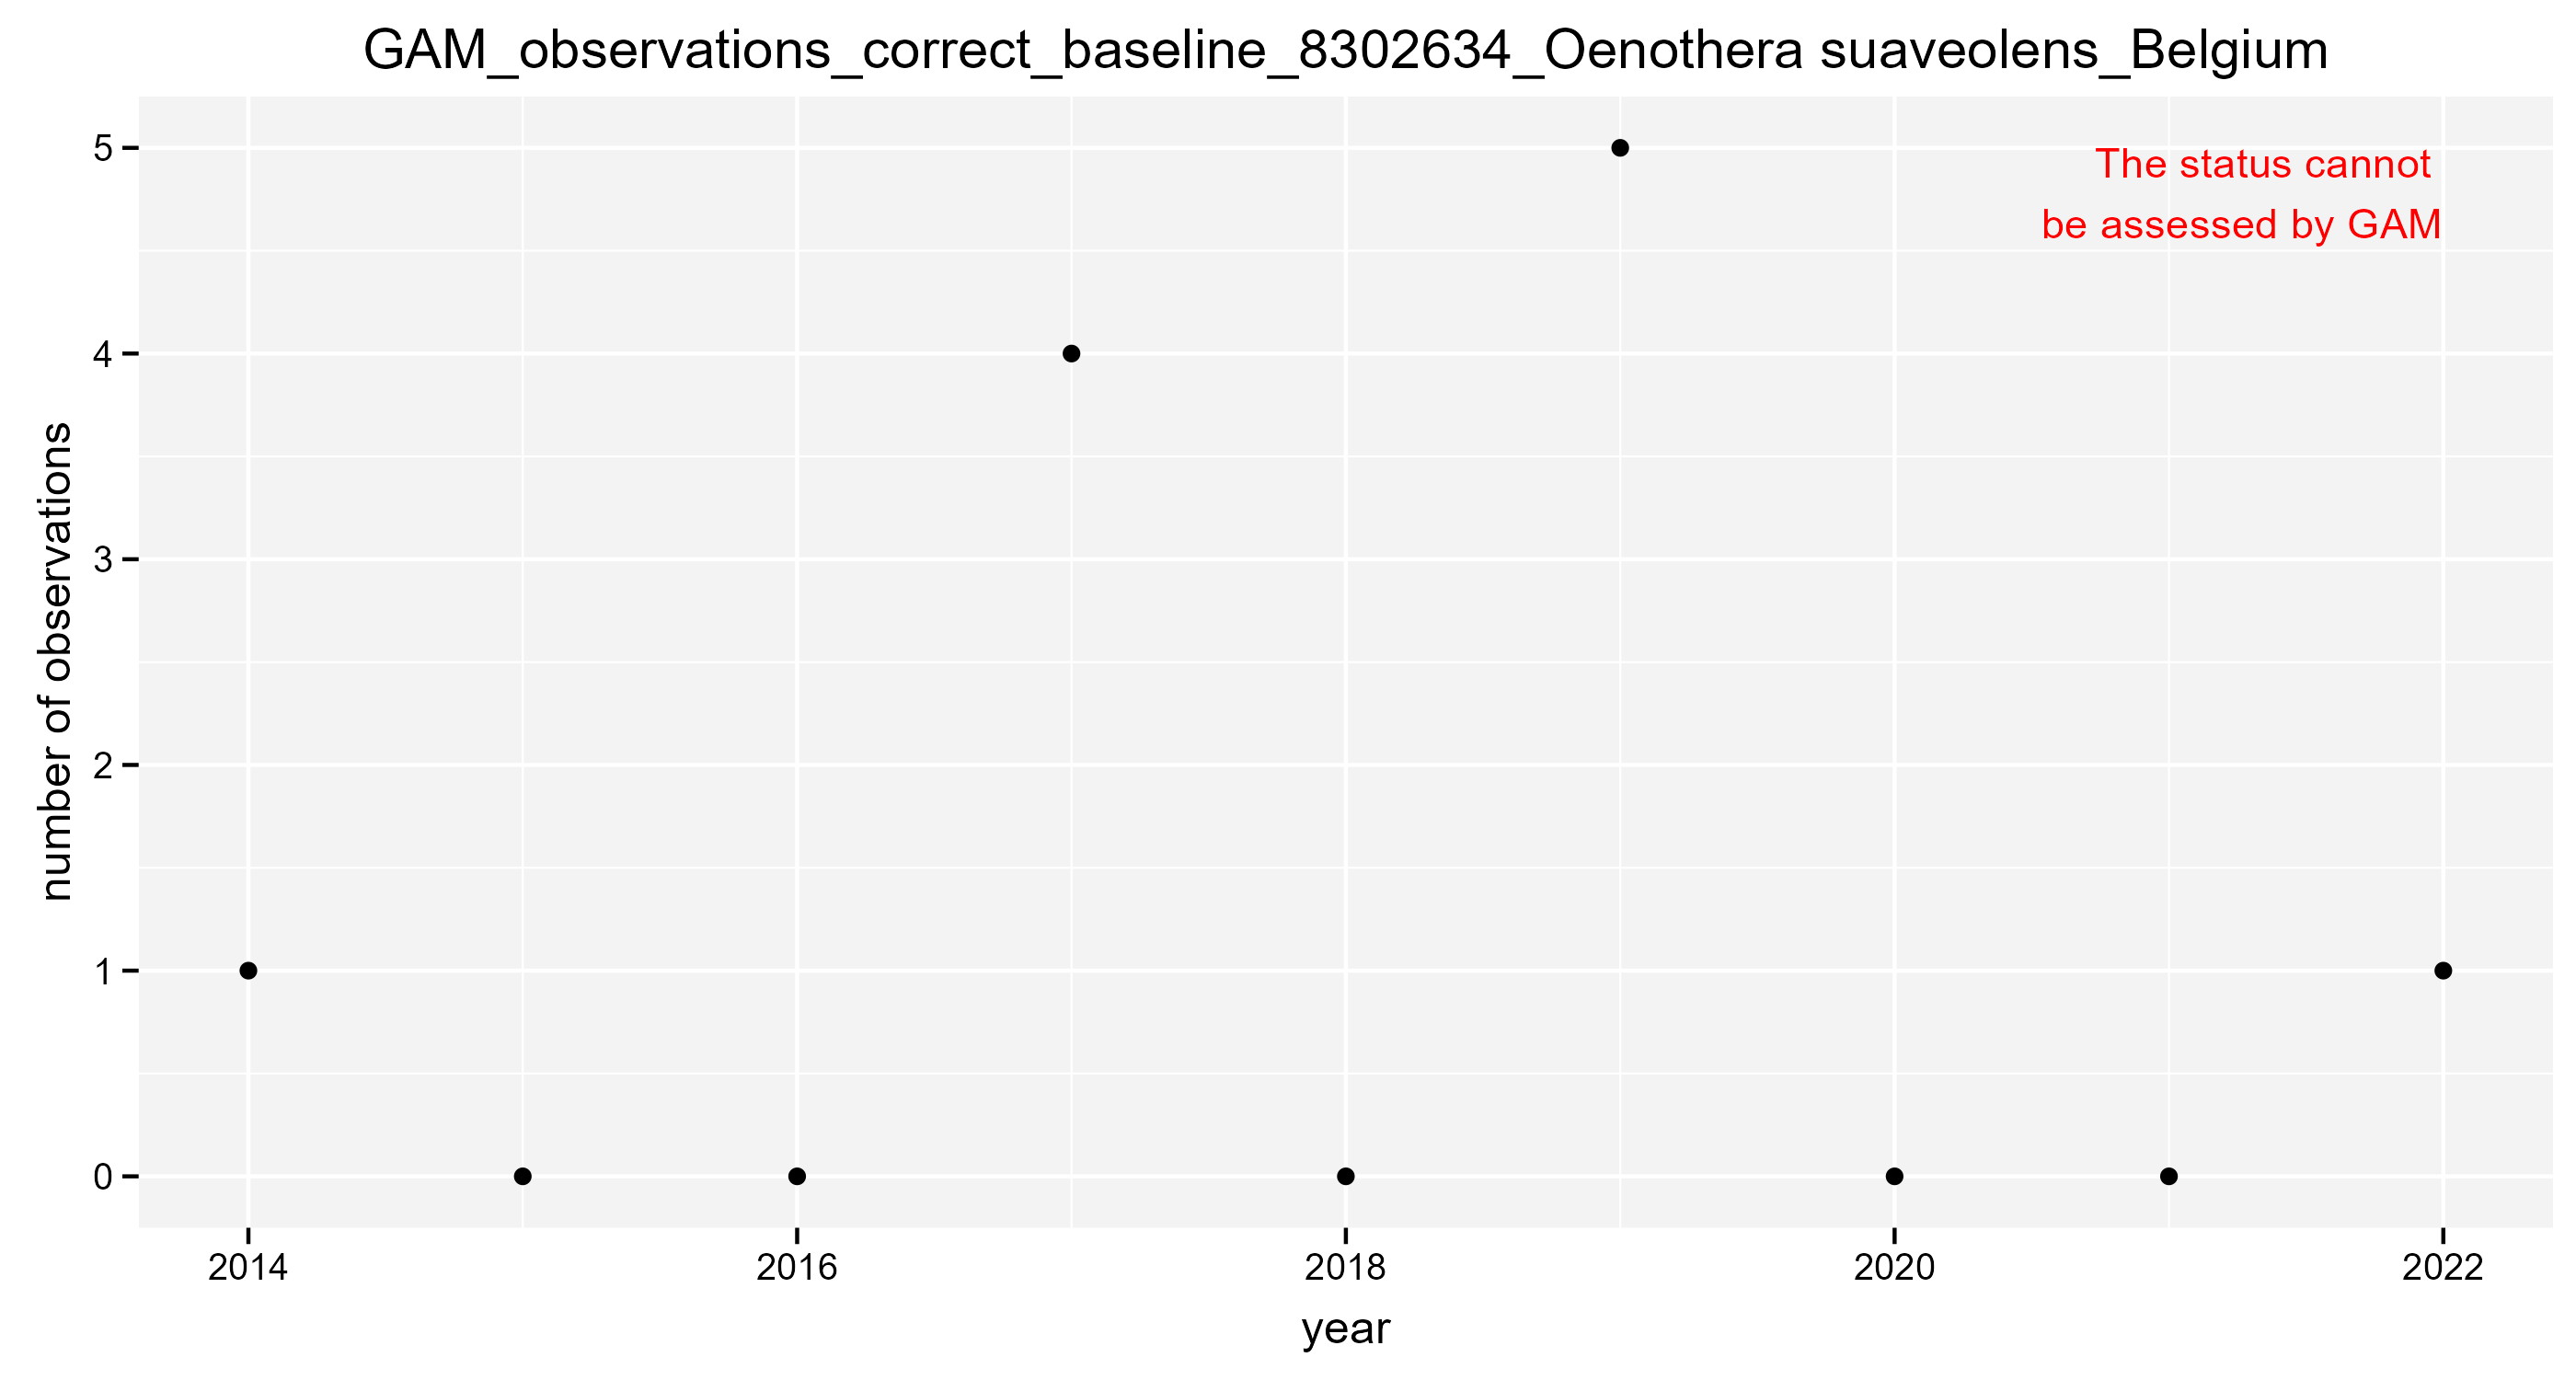 GAM_observations_correct_baseline_8302634_Oenothera suaveolens_Belgium
The status cannot
be assessed by GAM
number of observations
5
4
3
2
1
0
2014 2016 2018 2020 2022
year